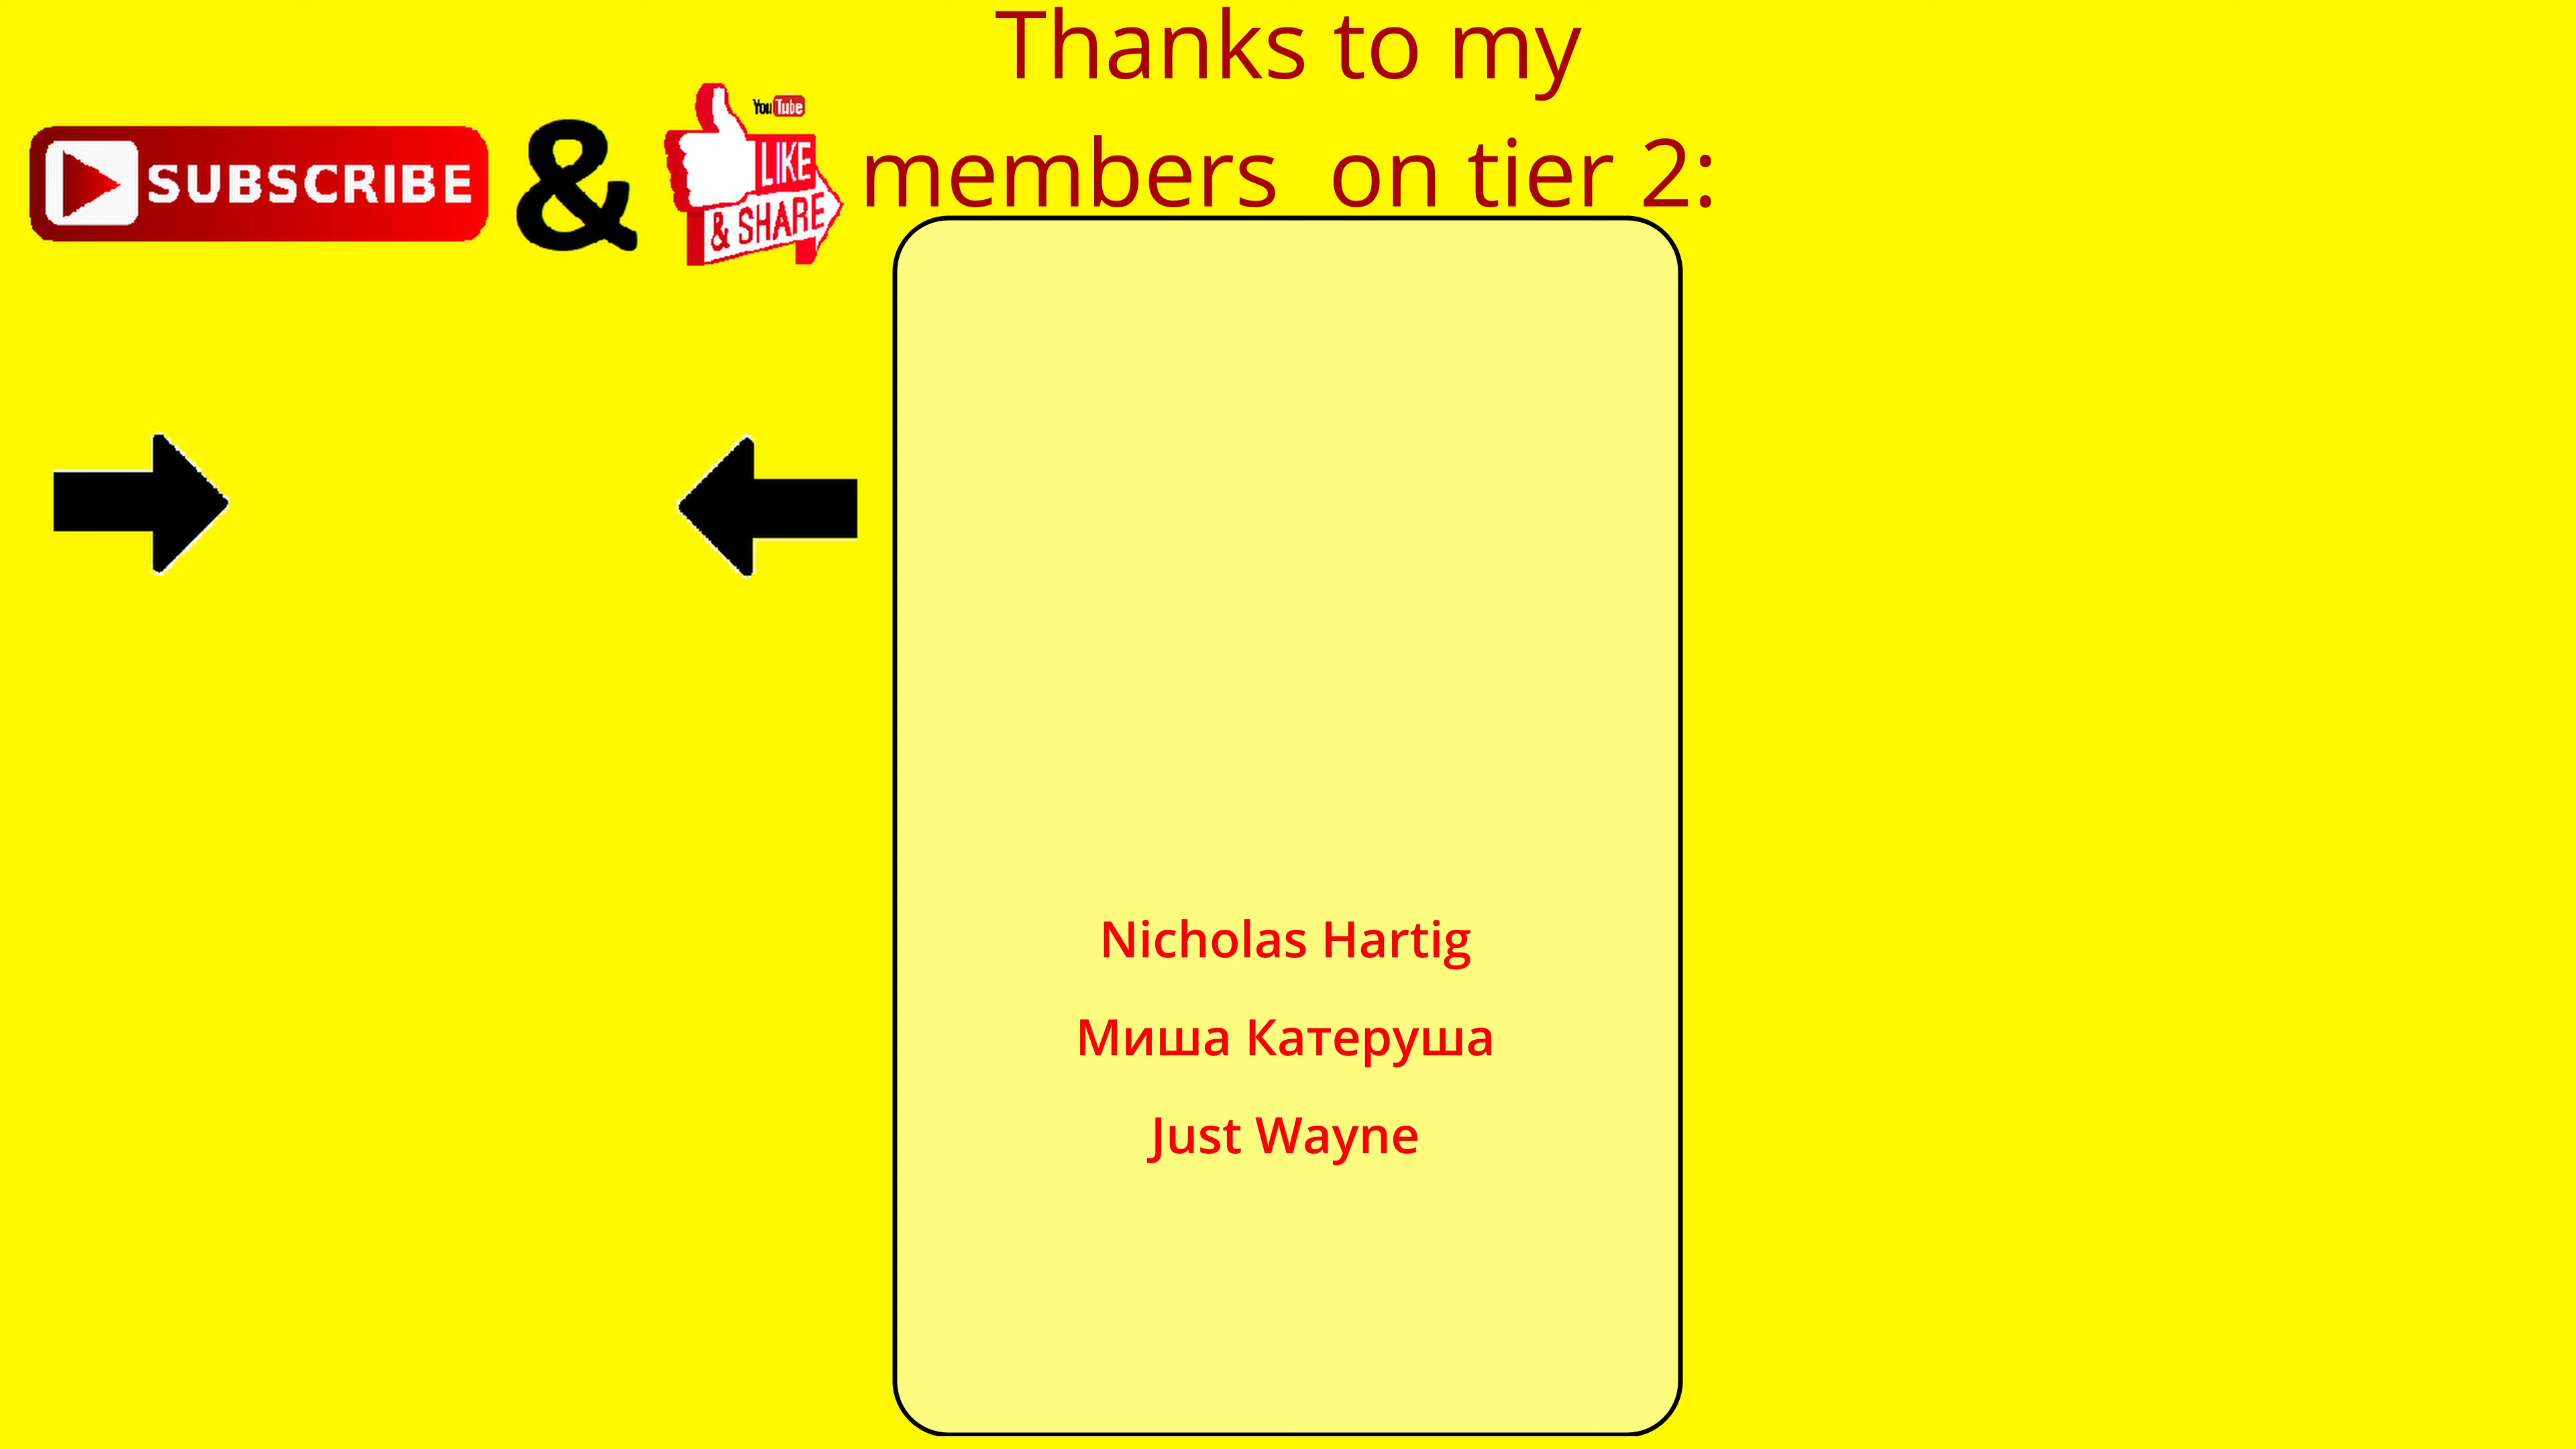 Thanks to my
members on tier 2:
SUBSCRIBE & YouTube
LIKE
& SHARE
Nicholas Hartig
Миша Катеруша
Just Wayne